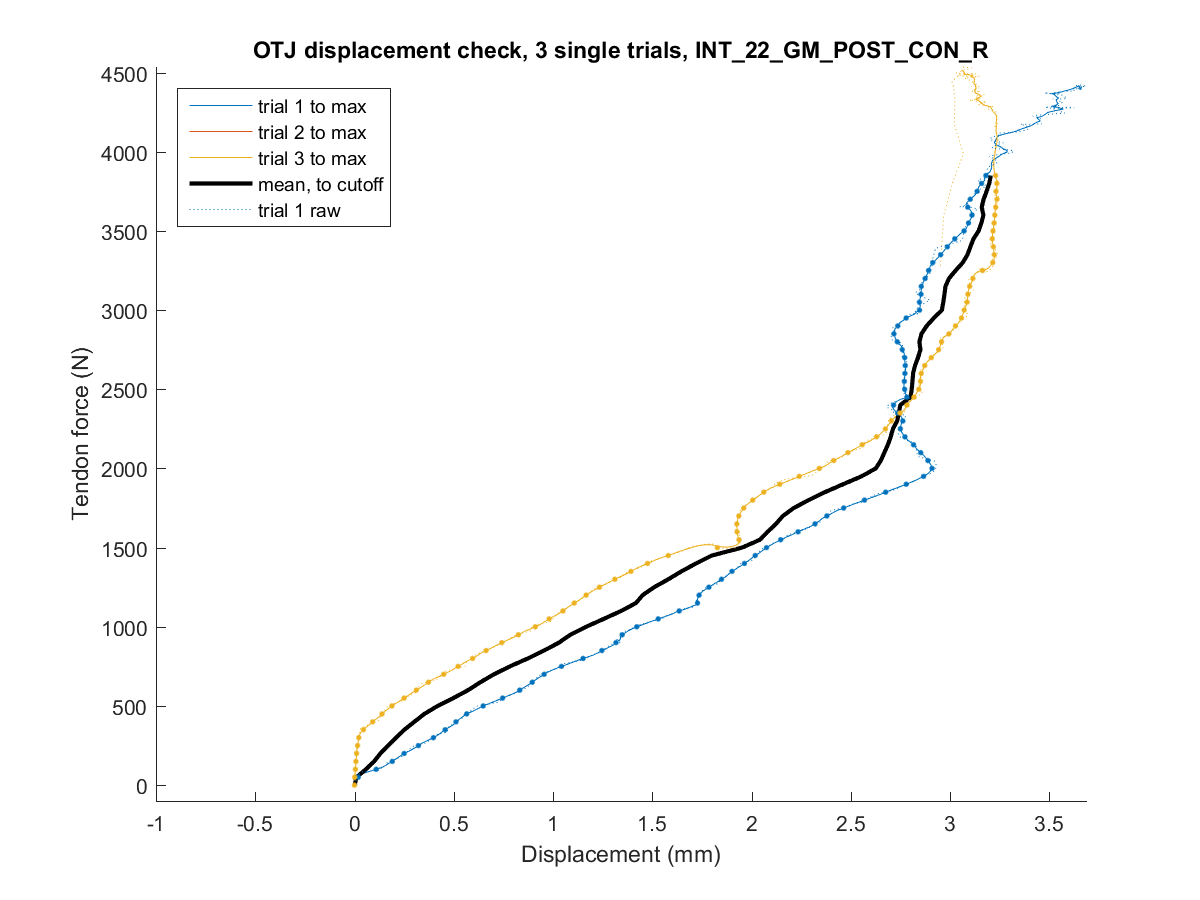 OTJ displacement check, 3 single trials, INT_22_GM_POST_CON_R
trial 1 to max
trial 2 to max
trial 3 to max
mean, to cutoff
trial 1 raw
Tendon force (N)
4500
4000
3500
3000
2500
2000
1500
1000
500
0
-1
-0.5
0
0.5
1
1.5
2
2.5
3
3.5
Displacement (mm)